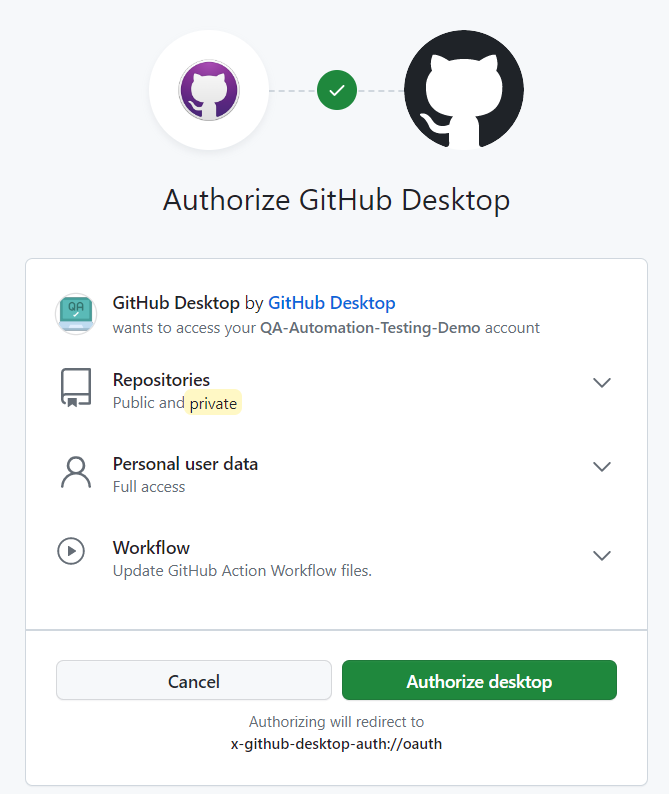 Authorize GitHub Desktop
QA
GitHub Desktop by GitHub Desktop
wants to access your QA-Automation-Testing-Demo account
Repositories
Public and private
Personal user data
Full access
Workflow
Update GitHub Action Workflow files.
Cancel
Authorize desktop
Authorizing will redirect to
x-github-desktop-auth://oauth